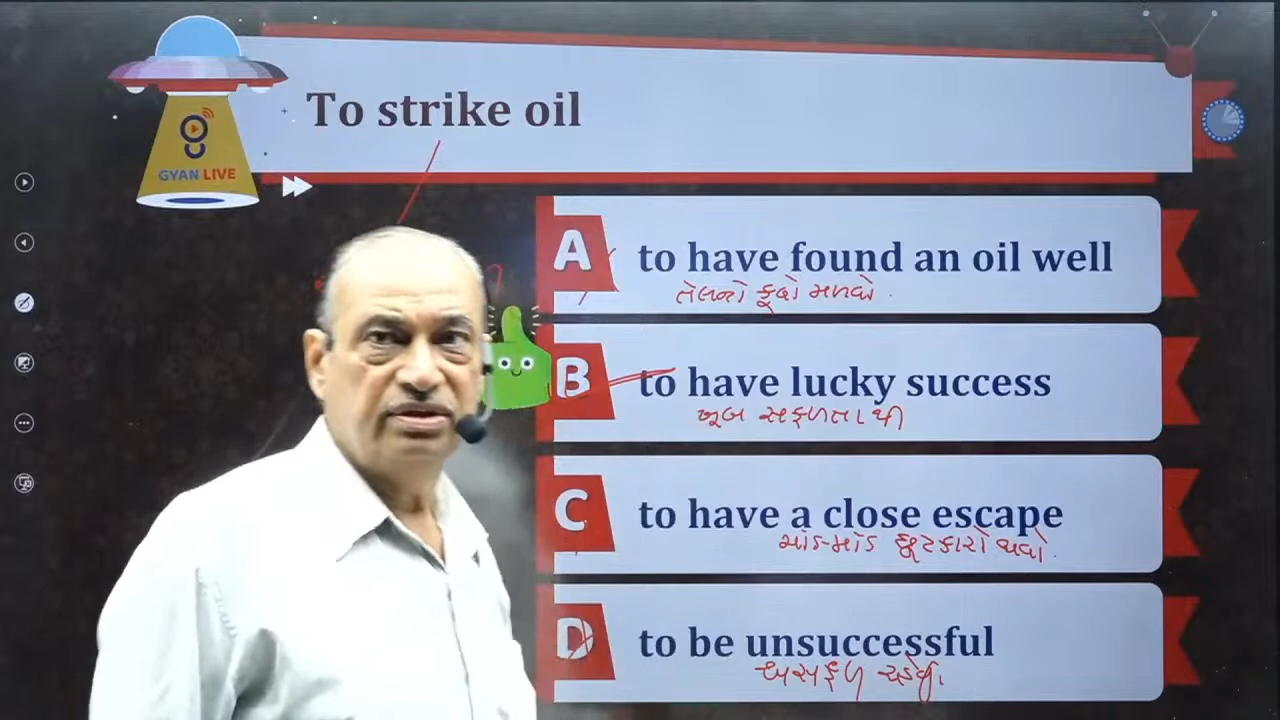 GYAN LIVE
To strike oil
A to have found an oil well
તેલનો કૂવો મળવો.
B to have lucky success
ખૂબ સફળતા થી
C to have a close escape
માંડ-માંડ છૂટકારો થવો.
D to be unsuccessful
અસફળ